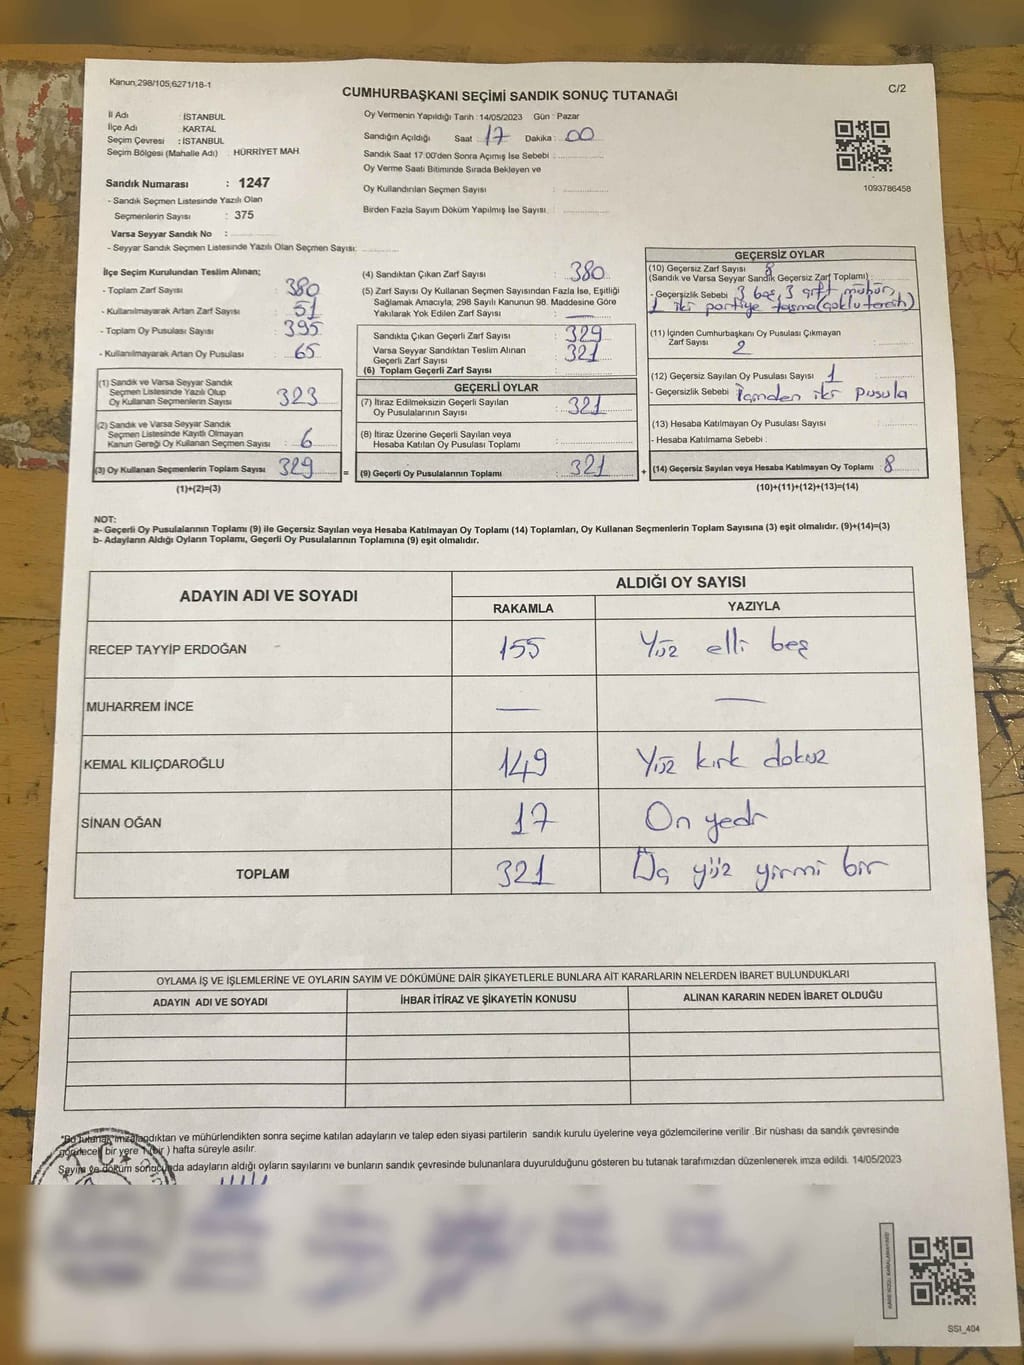 Kanun,298/105,6271/18-1
C/2
CUMHURBAŞKANI SEÇİMİ SANDIK SONUÇ TUTANAĞI
İl Adı : İSTANBUL
İlçe Adı : KARTAL
Seçim Çevresi : İSTANBUL
Seçim Bölgesi (Mahalle Adı) : HÜRRİYET MAH.
Sandık Numarası : 1247
- Sandık Seçmen Listesinde Yazılı Olan
Seçmenlerin Sayısı : 375
Varsa Seyyar Sandık No :
- Seyyar Sandık Seçmen Listesinde Yazılı Olan Seçmen Sayısı:
Oy Vermenin Yapıldığı Tarih : 14/05/2023 Gün : Pazar
Sandığın Açıldığı Saat : 17 Dakika : 00
Sandık Saat 17:00'den Sonra Açımış İse Sebebi :
Oy Verme Saati Bitiminde Sırada Bekleyen ve
Oy Kullandırılan Seçmen Sayısı :
Birden Fazla Sayım Döküm Yapılmış İse Sayısı :
1093786458
İlçe Seçim Kurulundan Teslim Alınan;
- Toplam Zarf Sayısı : 380
- Kullanılmayarak Artan Zarf Sayısı : 51
- Toplam Oy Pusulası Sayısı : 395
- Kullanılmayarak Artan Oy Pusulası : 65
(1) Sandık ve Varsa Seyyar Sandık
Seçmen Listesinde Yazılı Olup
Oy Kullanan Seçmenlerin Sayısı : 323
(2) Sandık ve Varsa Seyyar Sandık
Seçmen Listesinde Kayıtlı Olmayan
Kanun Gereği Oy Kullanan Seçmen Sayısı : 6
(3) Oy Kullanan Seçmenlerin Toplam Sayısı : 329
(1)+(2)=(3)
(4) Sandıktan Çıkan Zarf Sayısı : 380
(5) Zarf Sayısı Oy Kullanan Seçmen Sayısından Fazla İse, Eşitliği
Sağlamak Amacıyla; 298 Sayılı Kanunun 98. Maddesine Göre
Yakılarak Yok Edilen Zarf Sayısı : —
Sandıkta Çıkan Geçerli Zarf Sayısı : 329
Varsa Seyyar Sandıktan Teslim Alınan
Geçerli Zarf Sayısı : 321
(6) Toplam Geçerli Zarf Sayısı :
GEÇERLİ OYLAR
(7) İtiraz Edilmeksizin Geçerli Sayılan
Oy Pusulalarının Sayısı : 321
(8) İtiraz Üzerine Geçerli Sayılan veya
Hesaba Katılan Oy Pusulası Toplamı :
= (9) Geçerli Oy Pusulalarının Toplamı : 321 +
GEÇERSİZ OYLAR
(10) Geçersiz Zarf Sayısı 8
(Sandık ve Varsa Seyyar Sandık Geçersiz Zarf Toplamı) :
- Geçersizlik Sebebi : 3 boş, 3 çift mühür,
1 iki partiye taşma (çoklu tercih)
(11) İçinden Cumhurbaşkanı Oy Pusulası Çıkmayan
Zarf Sayısı 2 :
(12) Geçersiz Sayılan Oy Pusulası Sayısı : 1
- Geçersizlik Sebebi : İçinden iki pusula
(13) Hesaba Katılmayan Oy Pusulası Sayısı :
- Hesaba Katılmama Sebebi :
(14) Geçersiz Sayılan veya Hesaba Katılmayan Oy Toplamı : 8
(10)+(11)+(12)+(13)=(14)
NOT:
a- Geçerli Oy Pusulalarının Toplamı (9) ile Geçersiz Sayılan veya Hesaba Katılmayan Oy Toplamı (14) Toplamları, Oy Kullanan Seçmenlerin Toplam Sayısına (3) eşit olmalıdır. (9)+(14)=(3)
b- Adayların Aldığı Oyların Toplamı, Geçerli Oy Pusulalarının Toplamına (9) eşit olmalıdır.
ADAYIN ADI VE SOYADI
ALDIĞI OY SAYISI
RAKAMLA YAZIYLA
RECEP TAYYİP ERDOĞAN 155 Yüz elli beş
MUHARREM İNCE — —
KEMAL KILIÇDAROĞLU 149 Yüz kırk dokuz
SİNAN OĞAN 17 On yedi
TOPLAM 321 Üç yüz yirmi bir
OYLAMA İŞ VE İŞLEMLERİNE VE OYLARIN SAYIM VE DÖKÜMÜNE DAİR ŞİKAYETLERLE BUNLARA AİT KARARLARIN NELERDEN İBARET BULUNDUKLARI
ADAYIN ADI VE SOYADI İHBAR İTİRAZ VE ŞİKAYETİN KONUSU ALINAN KARARIN NEDEN İBARET OLDUĞU
"Bu tutanak imzalandıktan ve mühürlendikten sonra seçime katılan adayların ve talep eden siyasi partilerin sandık kurulu üyelerine veya gözlemcilerine verilir .Bir nüshası da sandık çevresinde
görülecek bir yere 1 (bir ) hafta süreyle asılır.
Sayım ve döküm sonucunda adayların aldığı oyların sayılarını ve bunların sandık çevresinde bulunanlara duyurulduğunu gösteren bu tutanak tarafımızdan düzenlenerek imza edildi. 14/05/2023
T.C.
SSI_404